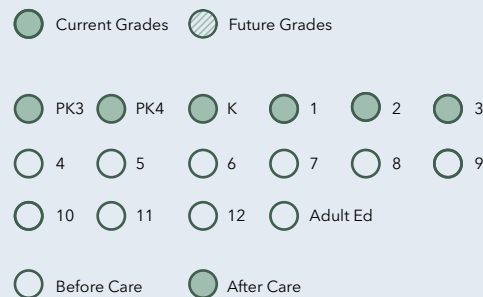 Current Grades Future Grades
PK3 PK4 K 1 2 3
4 5 6 7 8 9
10 11 12 Adult Ed
Before Care After Care